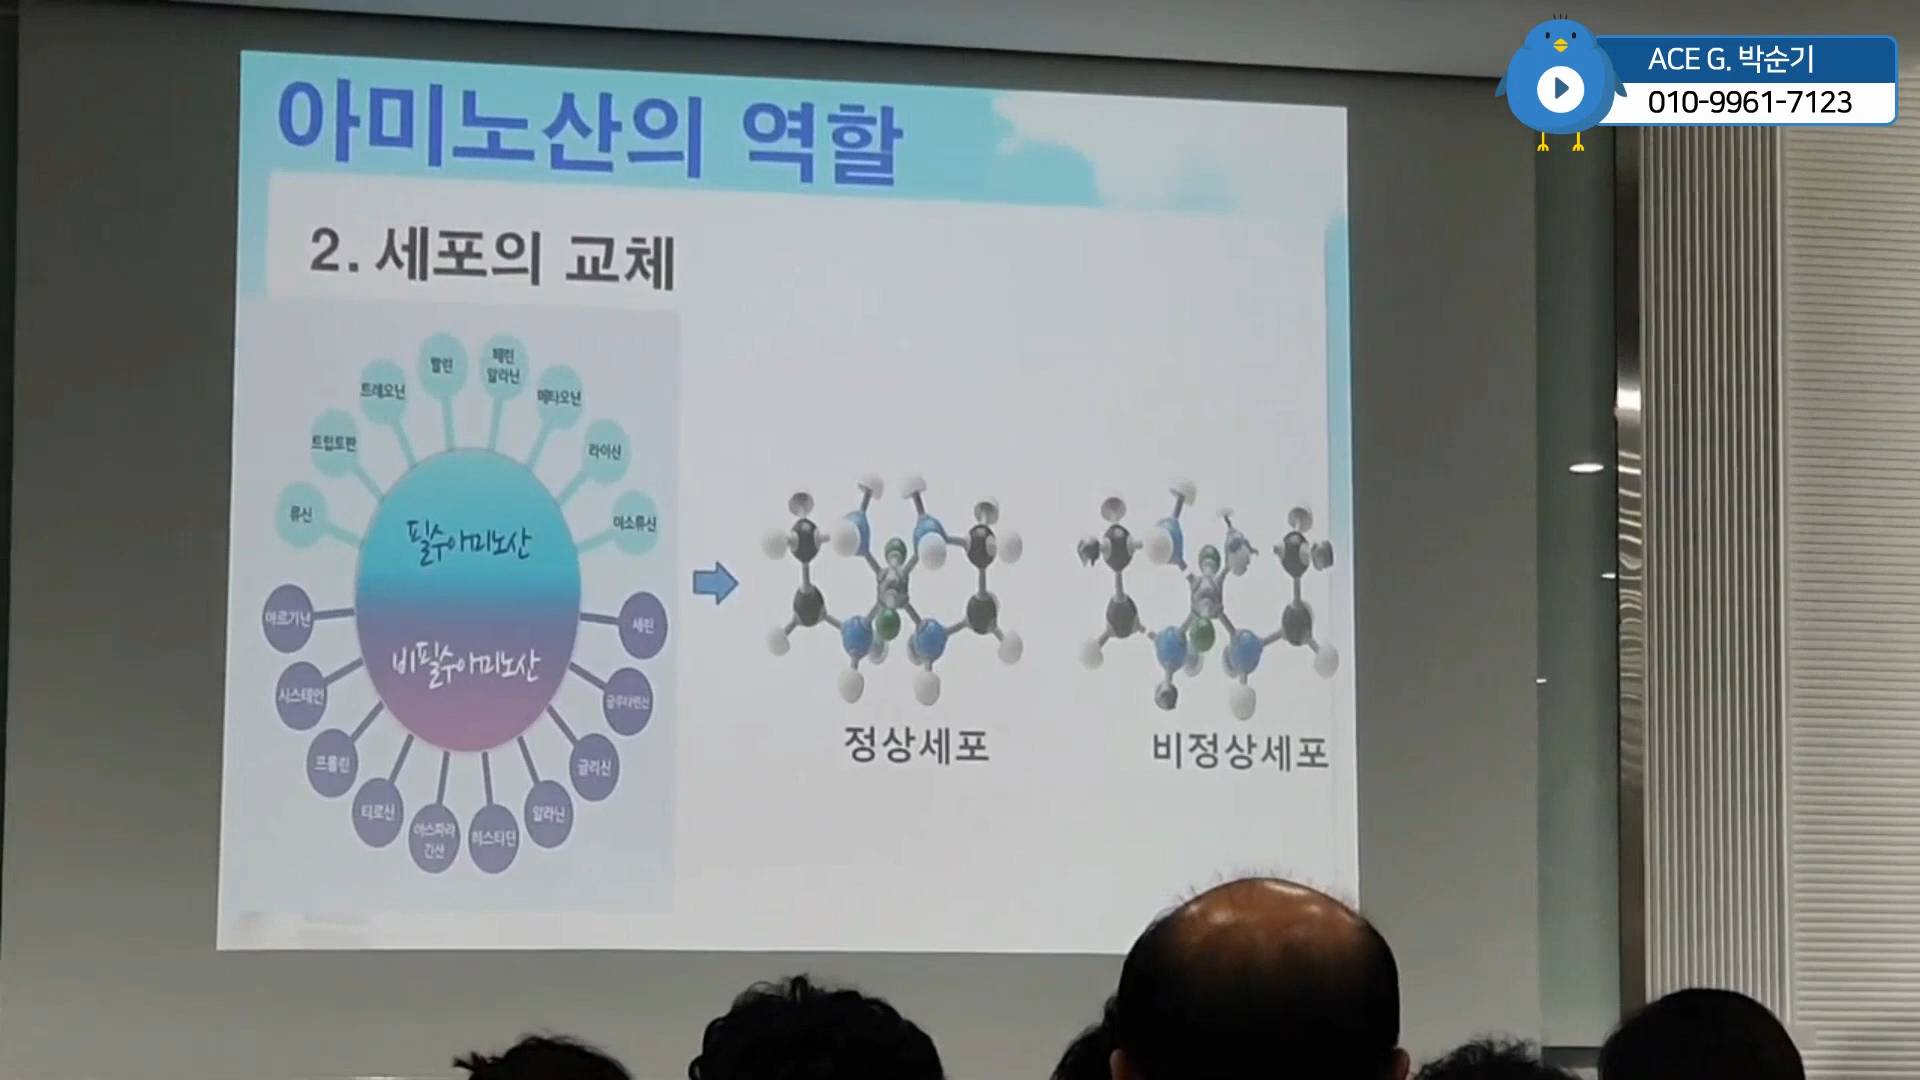 ACE G. 박순기
010-9961-7123
아미노산의 역할
2. 세포의 교체
발린
페린
알라닌
트레오닌
메타오닌
트립토판
라이신
류신
이소류신
필수아미노산
비필수아미노산
아르기닌
세린
시스테인
글루타민산
프롤린
글리신
티로신
알라닌
아스파라
긴산
히스티딘
정상세포
비정상세포